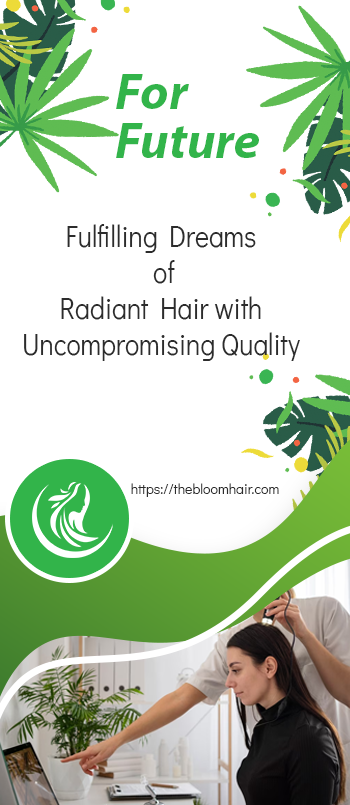 For
Future
Fulfilling Dreams
of
Radiant Hair with
Uncompromising Quality
https://thebloomhair.com